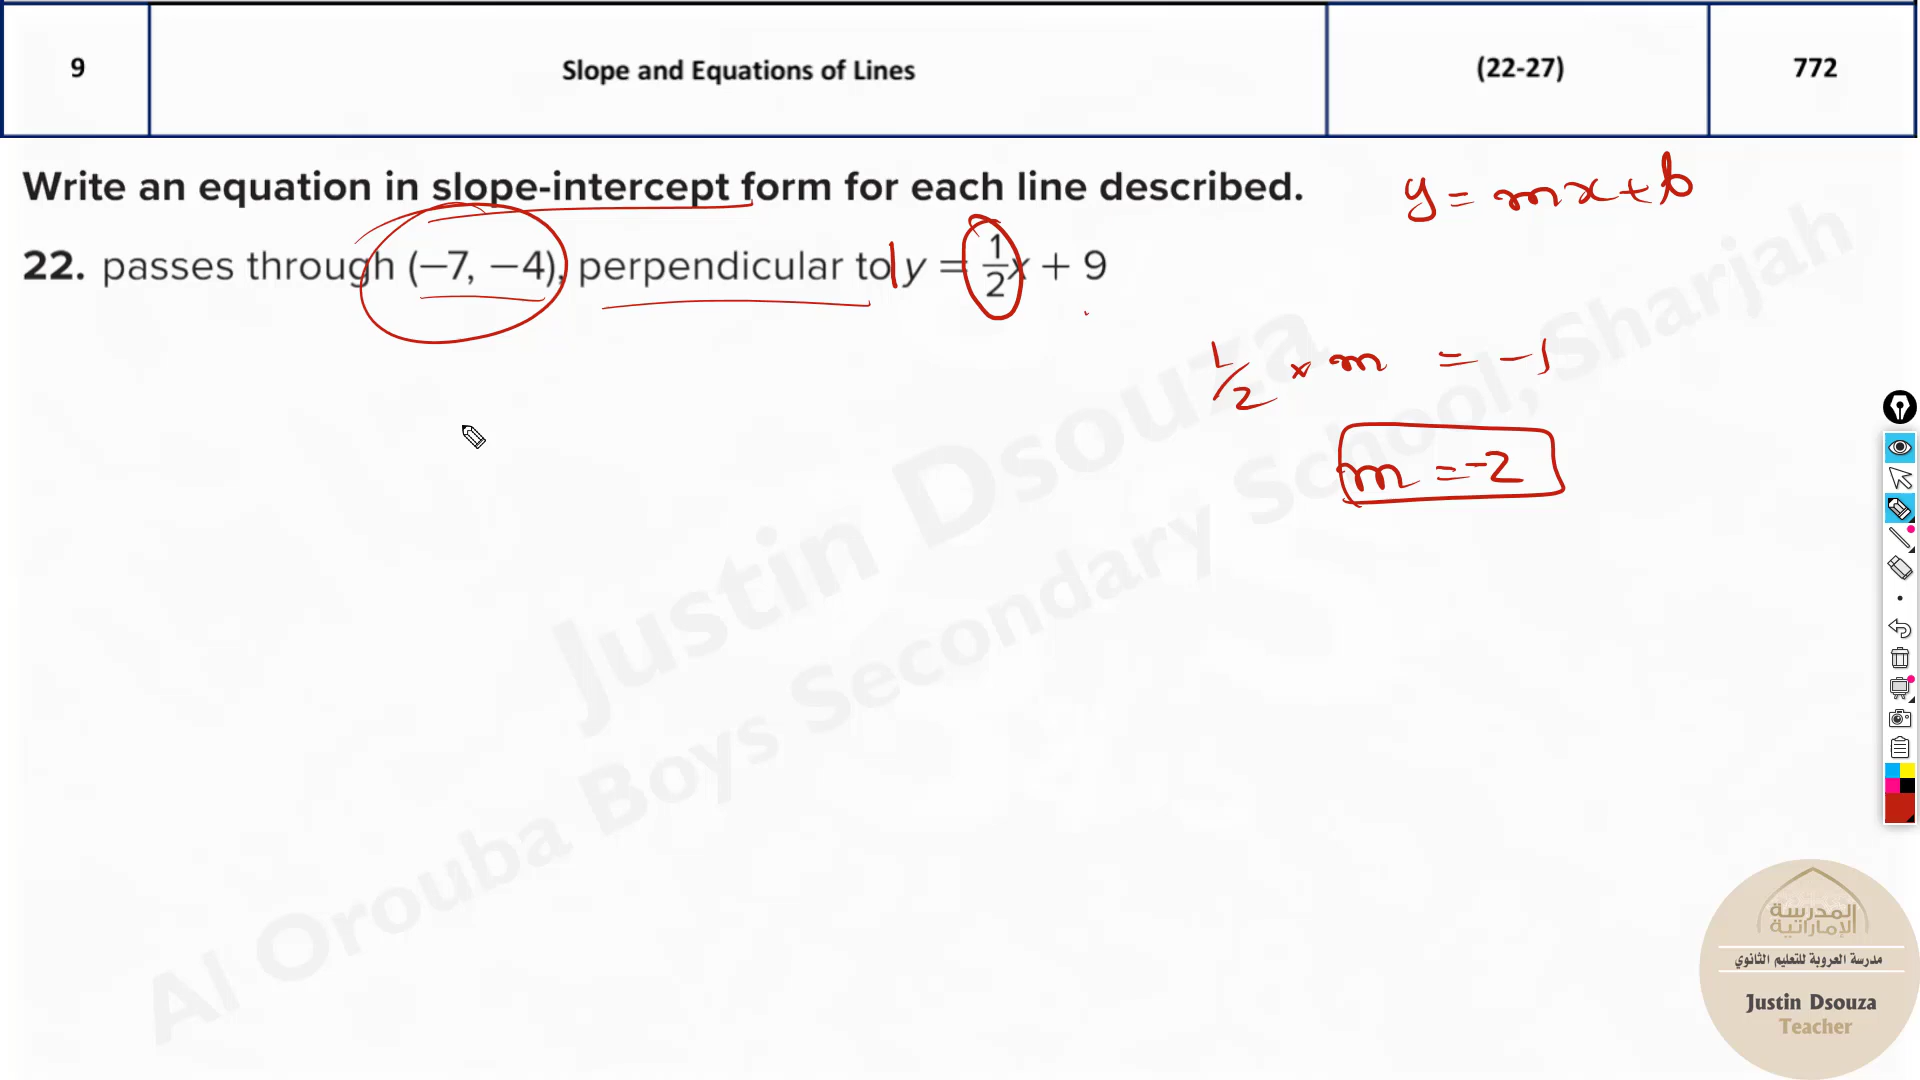 9 Slope and Equations of Lines (22-27) 772
Write an equation in slope-intercept form for each line described.
y = mx + b
22. passes through (−7, −4), perpendicular to y = 1/2x + 9
1/2 × m = -1
m = -2
Justin Dsouza
Al Orouba Boys Secondary School, Sharjah
المدرسة
الإماراتية
مدرسة العروبة للتعليم الثانوي
Justin Dsouza
Teacher